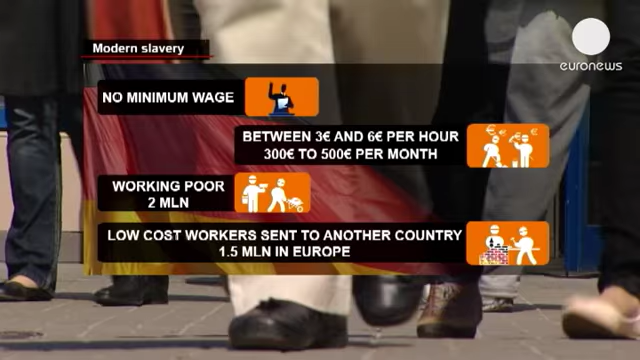 Modern slavery
euronews
NO MINIMUM WAGE
BETWEEN 3€ AND 6€ PER HOUR
300€ TO 500€ PER MONTH
WORKING POOR
2 MLN
LOW COST WORKERS SENT TO ANOTHER COUNTRY
1.5 MLN IN EUROPE